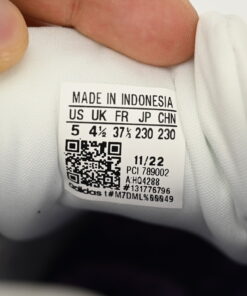 MADE IN INDONESIA
US UK FR JP CHN
5 4½ 37⅓ 230 230
11/22
PCI 789002
A:HQ4288
#131776796
adidas